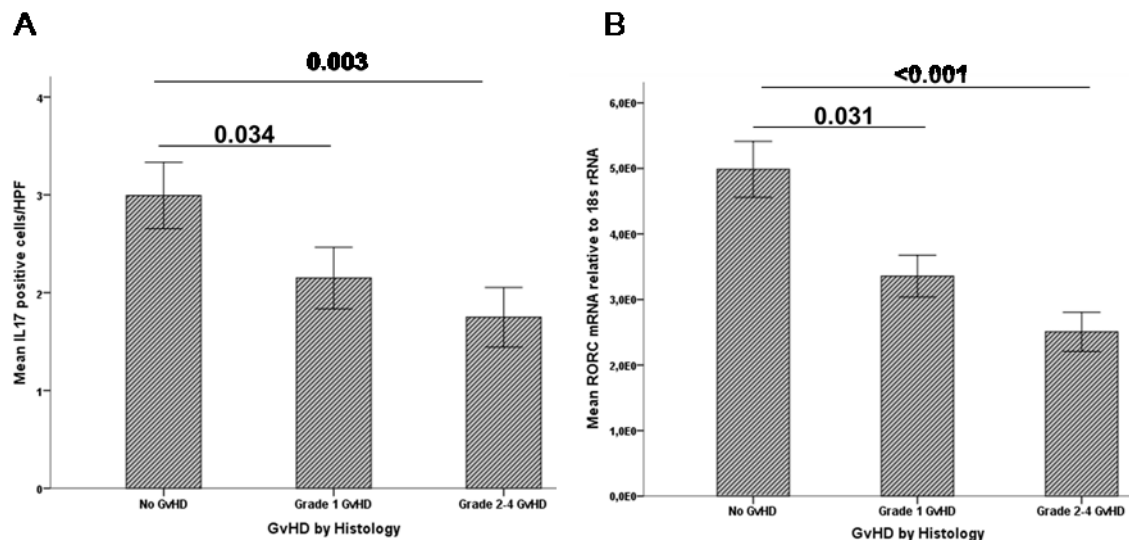 A
0.003
0.034
4
3
2
1
0
Mean IL17 positive cells/HPF
No GvHD
Grade 1 GvHD
Grade 2-4 GvHD
GvHD by Histology
B
<0.001
0.031
6,0E0
5,0E0
4,0E0
3,0E0
2,0E0
1,0E0
0,0E0
Mean RORC mRNA relative to 18s rRNA
No GvHD
Grade 1 GvHD
Grade 2-4 GvHD
GvHD by Histology